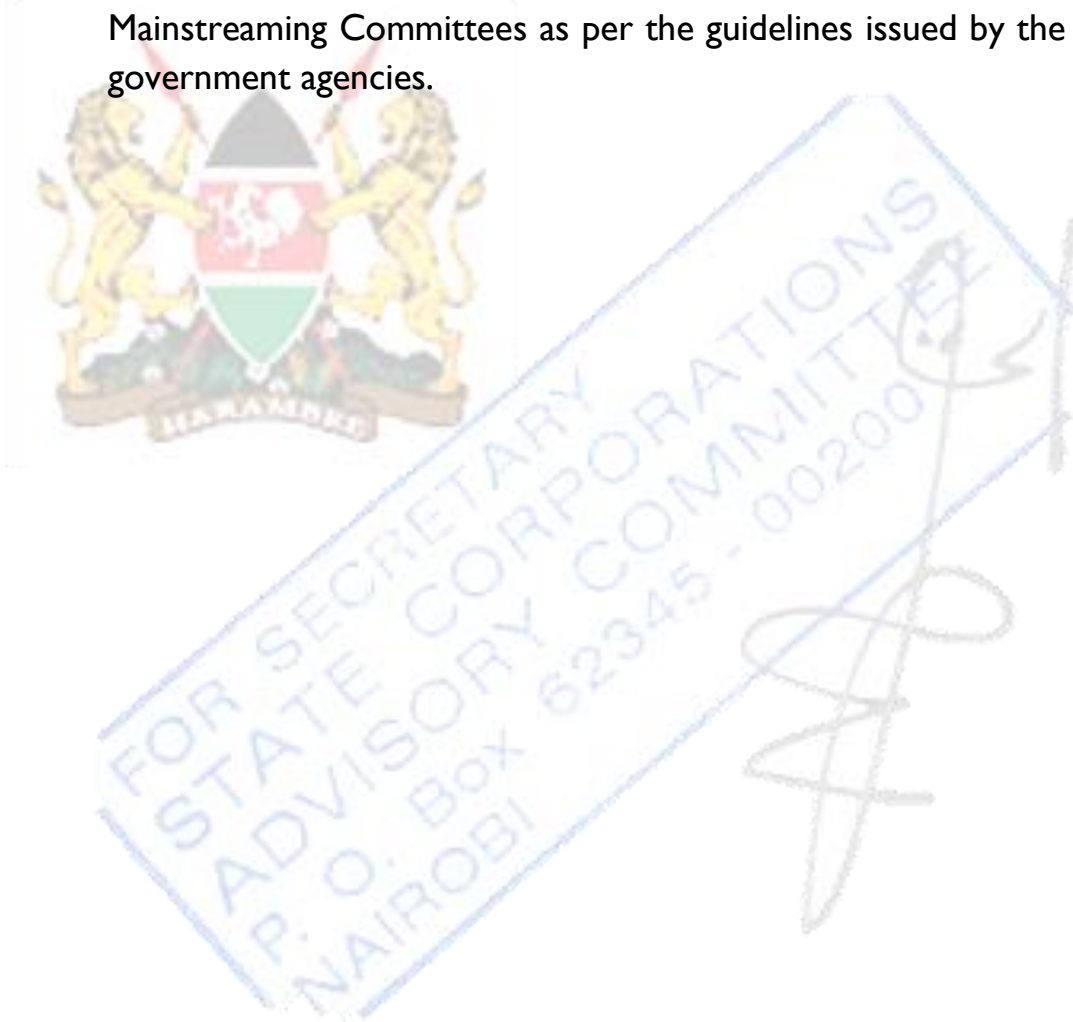 Mainstreaming Committees as per the guidelines issued by the
government agencies.
HARAMBEE
FOR SECRETARY
STATE CORPORATIONS
ADVISORY COMMITTEE
P. O. Box 62345 - 00200
NAIROBI